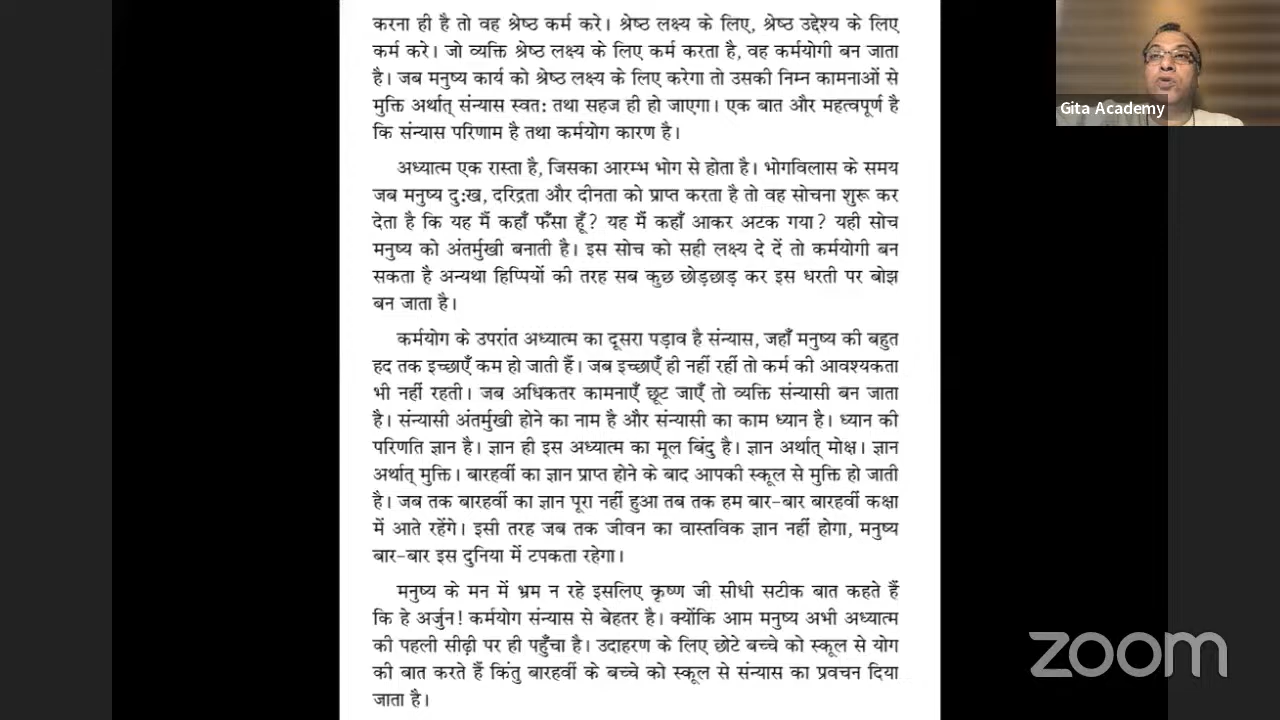 करना ही है तो वह श्रेष्ठ कर्म करे। श्रेष्ठ लक्ष्य के लिए, श्रेष्ठ उद्देश्य के लिए
कर्म करे। जो व्यक्ति श्रेष्ठ लक्ष्य के लिए कर्म करता है, वह कर्मयोगी बन जाता
है। जब मनुष्य कार्य को श्रेष्ठ लक्ष्य के लिए करेगा तो उसकी निम्न कामनाओं से
मुक्ति अर्थात् संन्यास स्वत: तथा सहज ही हो जाएगा। एक बात और महत्वपूर्ण है
कि संन्यास परिणाम है तथा कर्मयोग कारण है।
अध्यात्म एक रास्ता है, जिसका आरम्भ भोग से होता है। भोगविलास के समय
जब मनुष्य दु:ख, दरिद्रता और दीनता को प्राप्त करता है तो वह सोचना शुरू कर
देता है कि यह मैं कहाँ फँसा हूँ? यह मैं कहाँ आकर अटक गया? यही सोच
मनुष्य को अंतर्मुखी बनाती है। इस सोच को सही लक्ष्य दे दें तो कर्मयोगी बन
सकता है अन्यथा हिप्पियों की तरह सब कुछ छोड़छाड़ कर इस धरती पर बोझ
बन जाता है।
कर्मयोग के उपरांत अध्यात्म का दूसरा पड़ाव है संन्यास, जहाँ मनुष्य की बहुत
हद तक इच्छाएँ कम हो जाती हैं। जब इच्छाएँ ही नहीं रहीं तो कर्म की आवश्यकता
भी नहीं रहती। जब अधिकतर कामनाएँ छूट जाएँ तो व्यक्ति संन्यासी बन जाता
है। संन्यासी अंतर्मुखी होने का नाम है और संन्यासी का काम ध्यान है। ध्यान की
परिणति ज्ञान है। ज्ञान ही इस अध्यात्म का मूल बिंदु है। ज्ञान अर्थात् मोक्ष। ज्ञान
अर्थात् मुक्ति। बारहवीं का ज्ञान प्राप्त होने के बाद आपकी स्कूल से मुक्ति हो जाती
है। जब तक बारहवीं का ज्ञान पूरा नहीं हुआ तब तक हम बार-बार बारहवीं कक्षा
में आते रहेंगे। इसी तरह जब तक जीवन का वास्तविक ज्ञान नहीं होगा, मनुष्य
बार-बार इस दुनिया में टपकता रहेगा।
मनुष्य के मन में भ्रम न रहे इसलिए कृष्ण जी सीधी सटीक बात कहते हैं
कि हे अर्जुन! कर्मयोग संन्यास से बेहतर है। क्योंकि आम मनुष्य अभी अध्यात्म
की पहली सीढ़ी पर ही पहुँचा है। उदाहरण के लिए छोटे बच्चे को स्कूल से योग
की बात करते हैं किंतु बारहवीं के बच्चे को स्कूल से संन्यास का प्रवचन दिया
जाता है।
Gita Academy
zoom